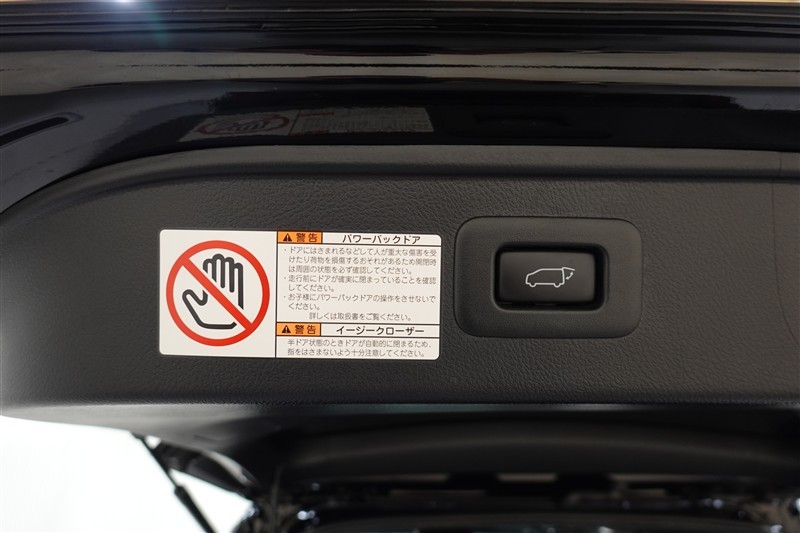 警告 パワーバックドア
・ドアにはさまれるなどして人が重大な傷害を受
けたり荷物を損傷するおそれがあるため開閉時
は周囲の状態を必ず確認してください。
・走行前にドアが確実に閉まっていることを確認
してください。
・お子様にパワーバックドアの操作をさせないで
ください。
詳しくは取扱書をご覧ください。
警告 イージークローザー
半ドア状態のときドアが自動的に閉まるため、
指をはさまないよう十分注意してください。